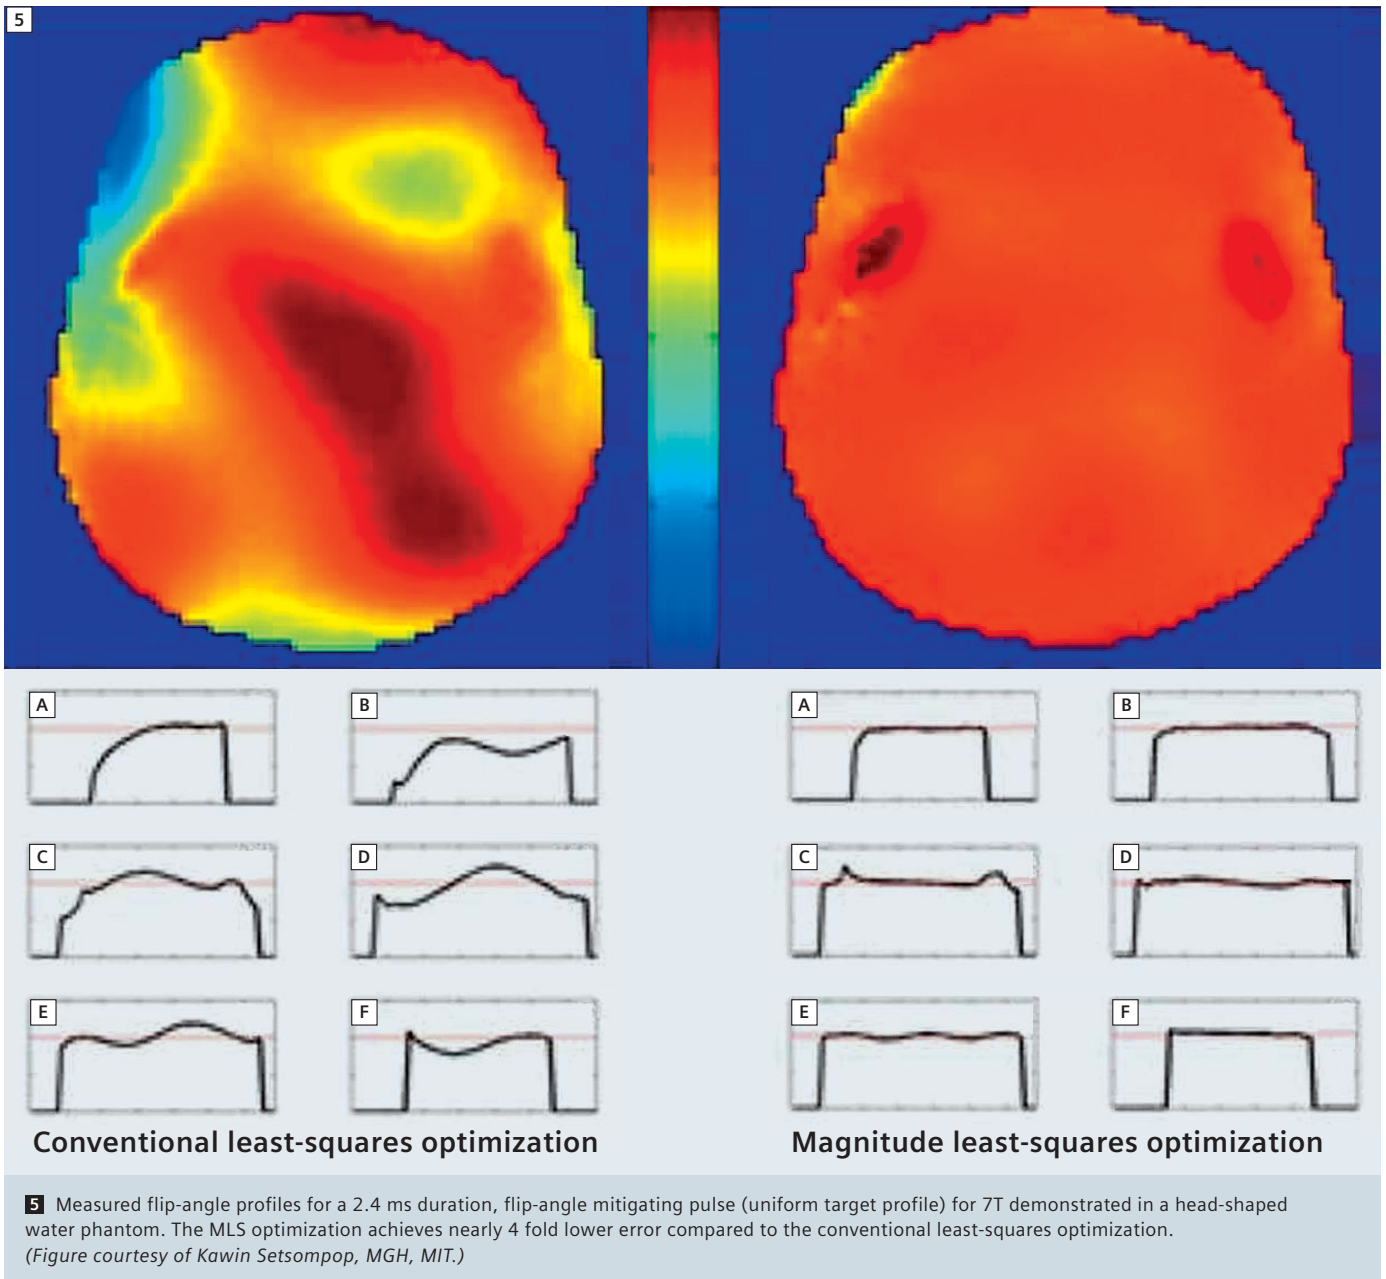 5
A B A B
C D C D
E F E F
Conventional least-squares optimization Magnitude least-squares optimization
5 Measured flip-angle profiles for a 2.4 ms duration, flip-angle mitigating pulse (uniform target profile) for 7T demonstrated in a head-shaped
water phantom. The MLS optimization achieves nearly 4 fold lower error compared to the conventional least-squares optimization.
(Figure courtesy of Kawin Setsompop, MGH, MIT.)